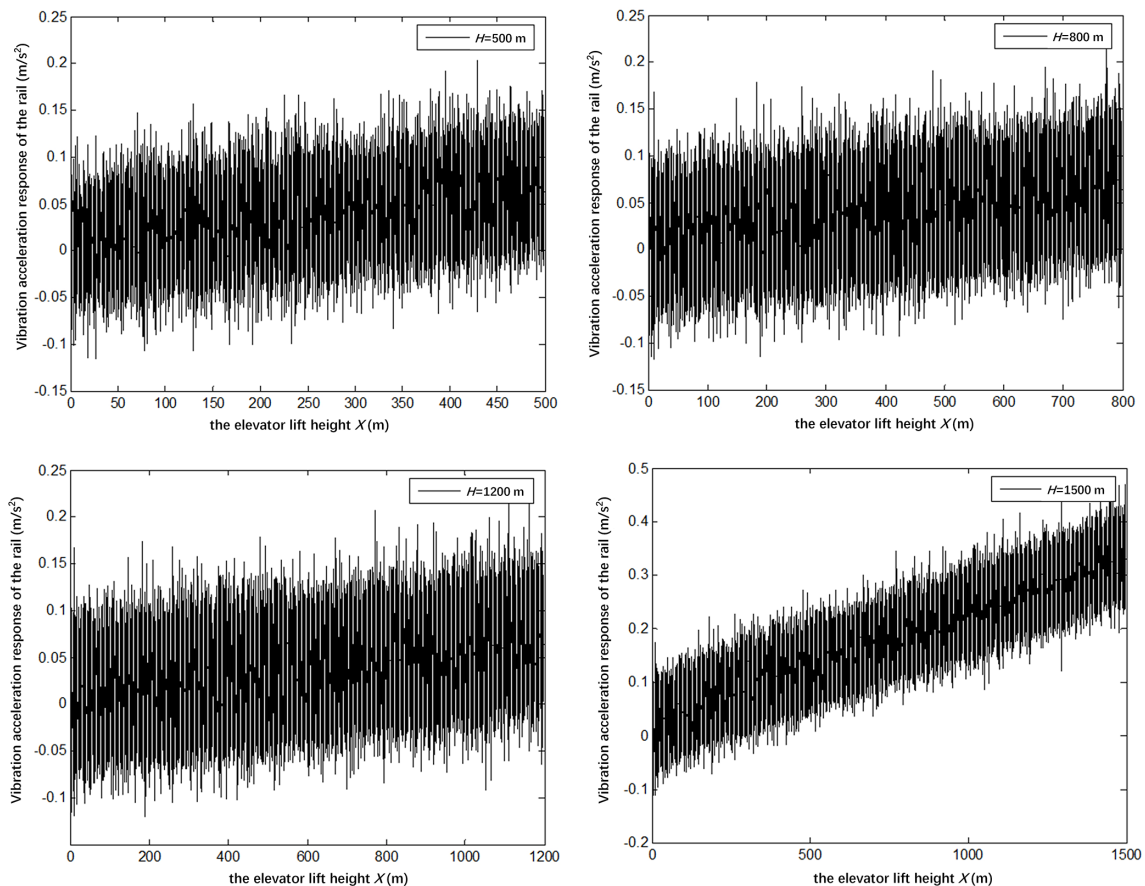 0.25
0.2
0.15
0.1
0.05
0
-0.05
-0.1
-0.15
Vibration acceleration response of the rail (m/s²)
H=500 m
0 50 100 150 200 250 300 350 400 450 500
the elevator lift height X (m)
0.25
0.2
0.15
0.1
0.05
0
-0.05
-0.1
-0.15
Vibration acceleration response of the rail (m/s²)
H=800 m
0 100 200 300 400 500 600 700 800
the elevator lift height X (m)
0.25
0.2
0.15
0.1
0.05
0
-0.05
-0.1
Vibration acceleration response of the rail (m/s²)
H=1200 m
0 200 400 600 800 1000 1200
the elevator lift height X (m)
0.5
0.4
0.3
0.2
0.1
0
-0.1
-0.2
Vibration acceleration response of the rail (m/s²)
H=1500 m
0 500 1000 1500
the elevator lift height X (m)